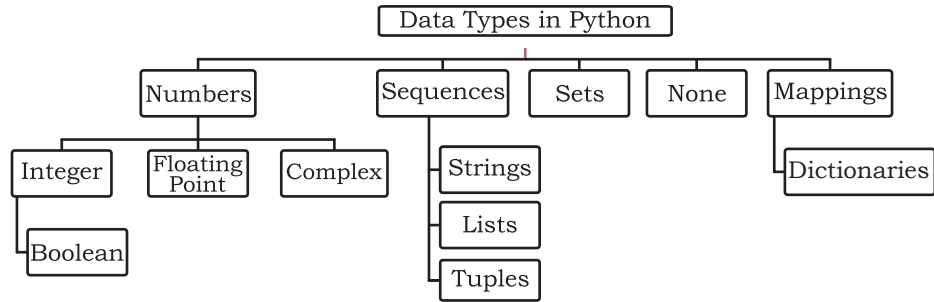 Data Types in Python
Numbers
Sequences
Sets
None
Mappings
Integer
Floating
Point
Complex
Boolean
Strings
Lists
Tuples
Dictionaries